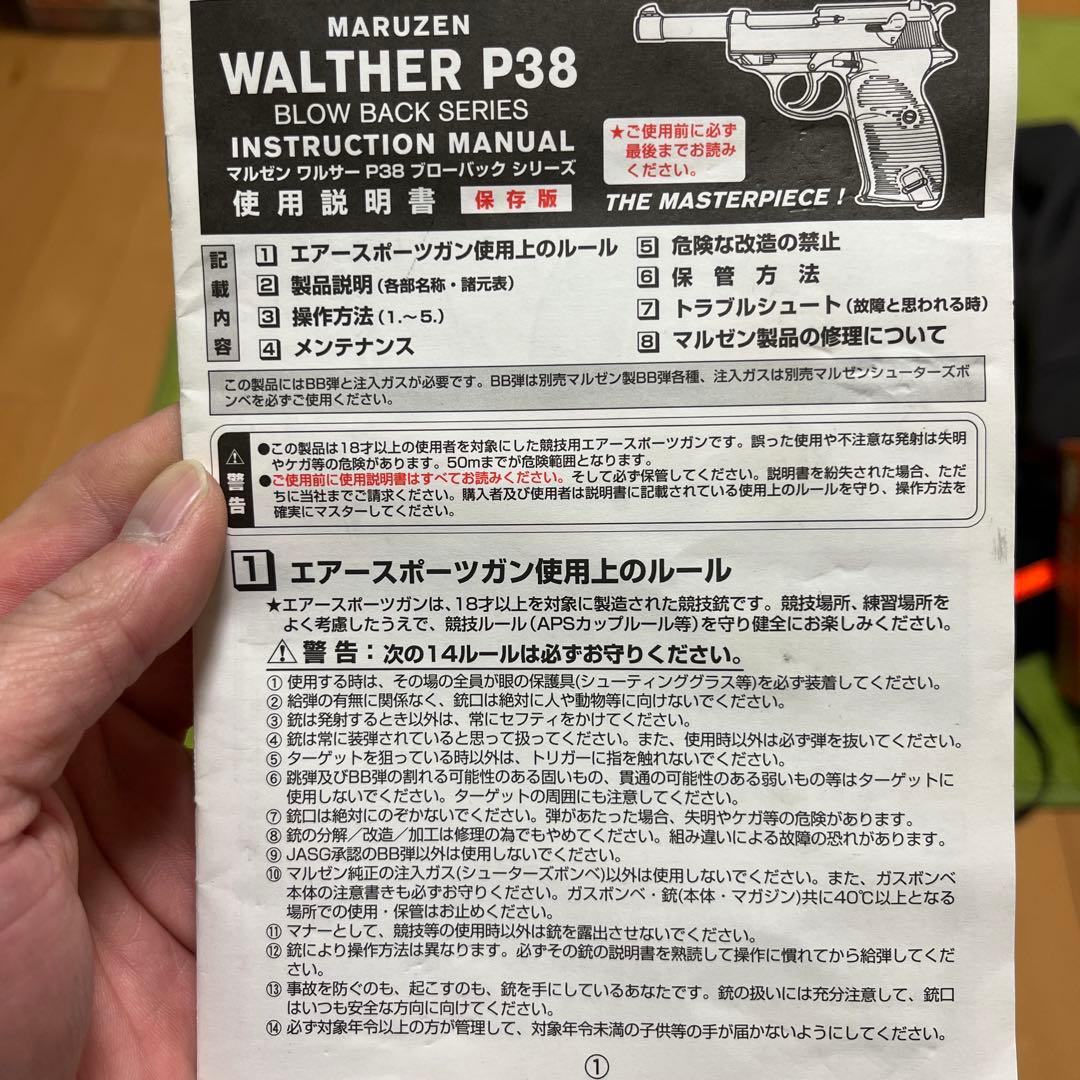 MARUZEN
WALTHER P38
BLOW BACK SERIES
INSTRUCTION MANUAL
マルゼン ワルサー P38 ブローバック シリーズ
使用説明書 保存版
★ご使用前に必ず
最後までお読み
ください。
THE MASTERPIECE !
F
記載内容
1 エアースポーツガン使用上のルール
2 製品説明(各部名称・諸元表)
3 操作方法(1.〜5.)
4 メンテナンス
5 危険な改造の禁止
6 保管方法
7 トラブルシュート(故障と思われる時)
8 マルゼン製品の修理について
この製品にはBB弾と注入ガスが必要です。BB弾は別売マルゼン製BB弾各種、注入ガスは別売マルゼンシューターズボ
ンベを必ずご使用ください。
⚠警告
●この製品は18才以上の使用者を対象にした競技用エアースポーツガンです。誤った使用や不注意な発射は失明
やケガ等の危険があります。50mまでが危険範囲となります。
●ご使用前に使用説明書はすべてお読みください。そして必ず保管してください。説明書を紛失された場合、ただ
ちに当社までご請求ください。購入者及び使用者は説明書に記載されている使用上のルールを守り、操作方法を
確実にマスターしてください。
1 エアースポーツガン使用上のルール
★エアースポーツガンは、18才以上を対象に製造された競技銃です。競技場所、練習場所を
よく考慮したうえで、競技ルール(APSカップルール等)を守り健全にお楽しみください。
⚠警告：次の14ルールは必ずお守りください。
①使用する時は、その場の全員が眼の保護具(シューティンググラス等)を必ず装着してください。
②給弾の有無に関係なく、銃口は絶対に人や動物等に向けないでください。
③銃は発射するとき以外は、常にセフティをかけてください。
④銃は常に装弾されていると思って扱ってください。また、使用時以外は必ず弾を抜いてください。
⑤ターゲットを狙っている時以外は、トリガーに指を触れないでください。
⑥跳弾及びBB弾の割れる可能性のある固いもの、貫通の可能性のある弱いもの等はターゲットに
使用しないでください。ターゲットの周囲にも注意してください。
⑦銃口は絶対にのぞかないでください。弾があたった場合、失明やケガ等の危険があります。
⑧銃の分解／改造／加工は修理の為でもやめてください。組み違いによる故障の恐れがあります。
⑨JASG承認のBB弾以外は使用しないでください。
⑩マルゼン純正の注入ガス(シューターズボンベ)以外は使用しないでください。また、ガスボンベ
本体の注意書きも必ずお守りください。ガスボンベ・銃(本体・マガジン)共に40℃以上となる
場所での使用・保管はお止めください。
⑪マナーとして、競技等の使用時以外は銃を露出させないでください。
⑫銃により操作方法は異なります。必ずその銃の説明書を熟読して操作に慣れてから給弾してくだ
さい。
⑬事故を防ぐのも、起こすのも、銃を手にしているあなたです。銃の扱いには充分注意して、銃口
はいつも安全な方向に向けてください。
⑭必ず対象年令以上の方が管理して、対象年令未満の子供等の手が届かないようにしてください。
①